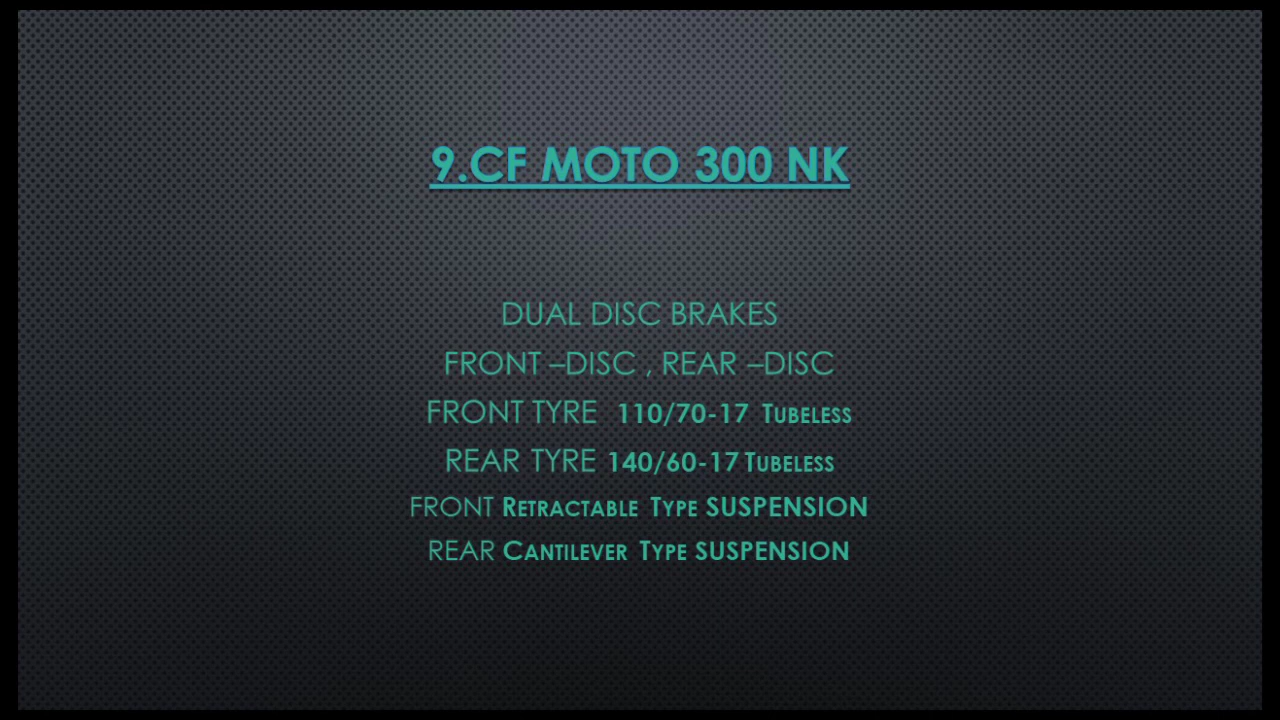 9.CF MOTO 300 NK
DUAL DISC BRAKES
FRONT –DISC , REAR –DISC
FRONT TYRE 110/70-17 TUBELESS
REAR TYRE 140/60-17 TUBELESS
FRONT RETRACTABLE TYPE SUSPENSION
REAR CANTILEVER TYPE SUSPENSION